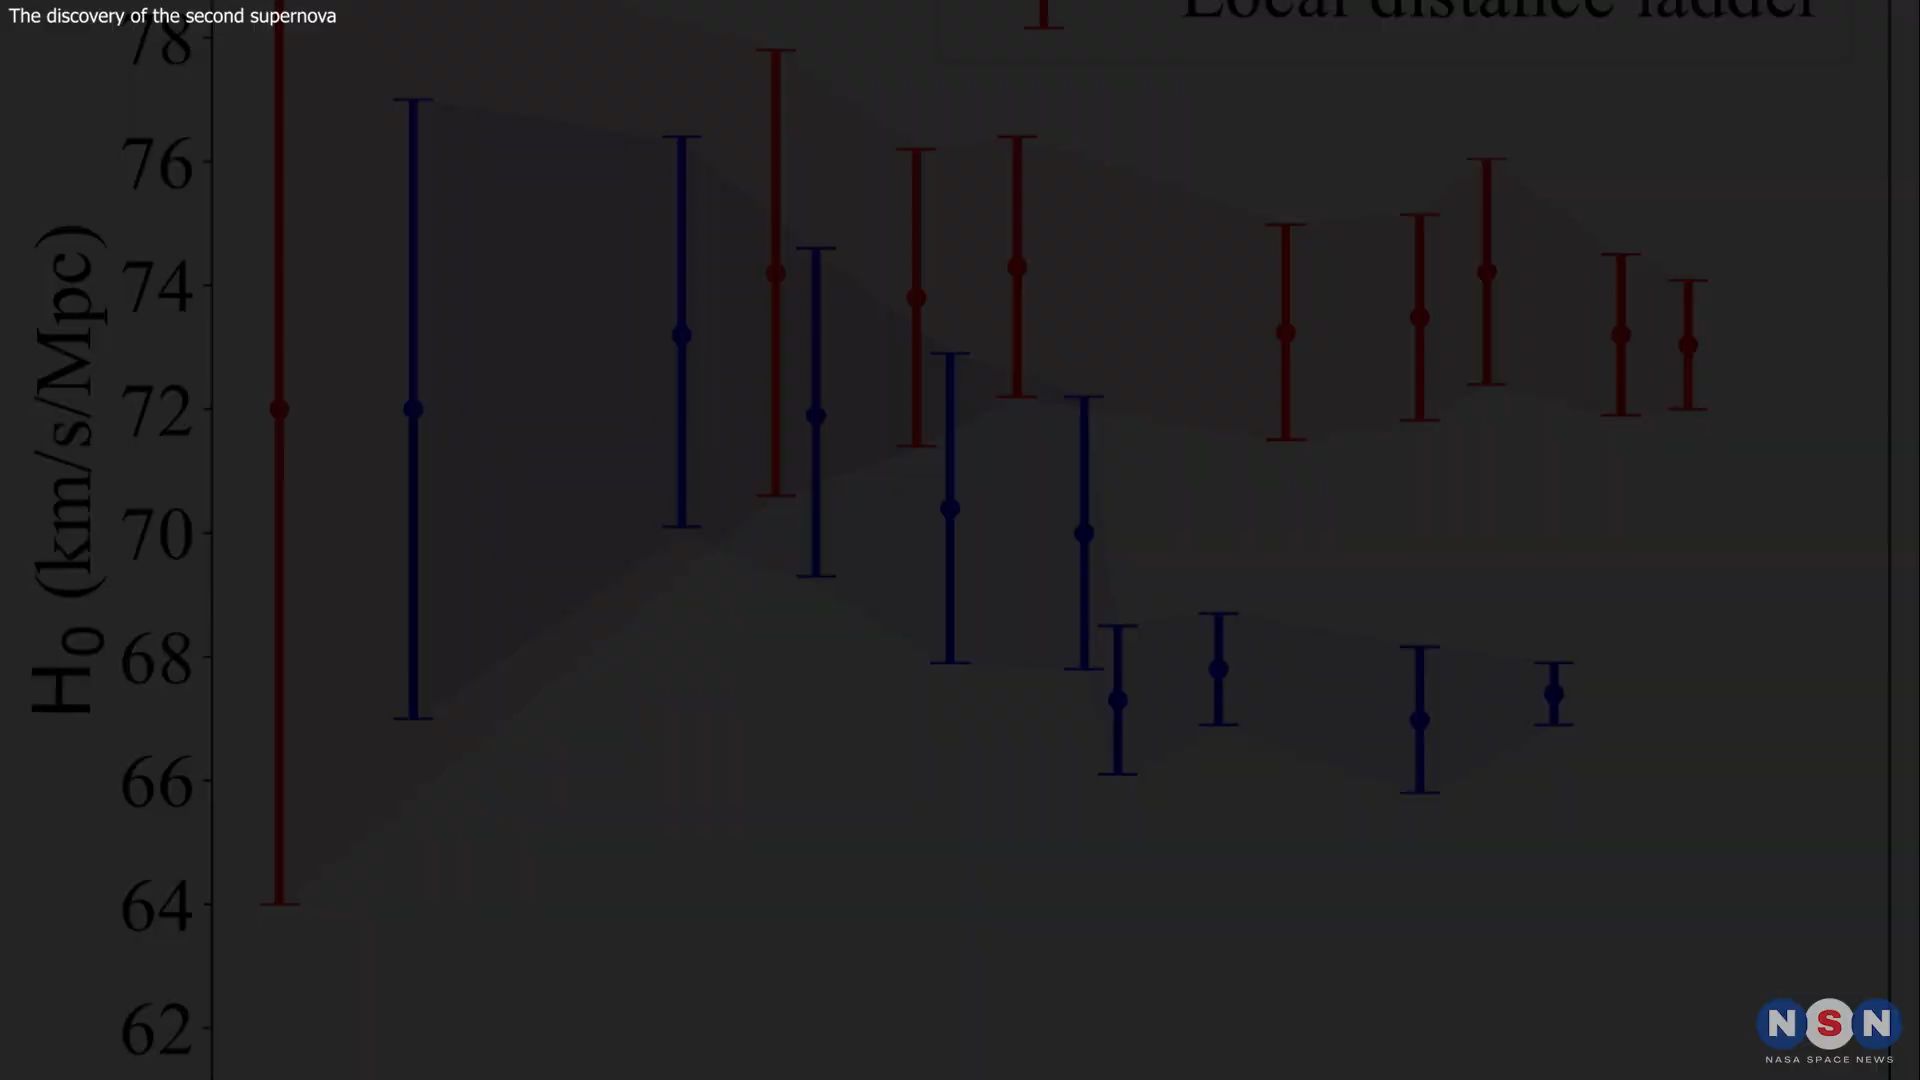 The discovery of the second supernova
Local distance ladder
78
76
74
72
70
68
66
64
62
H0 (km/s/Mpc)
NSN
NASA SPACE NEWS